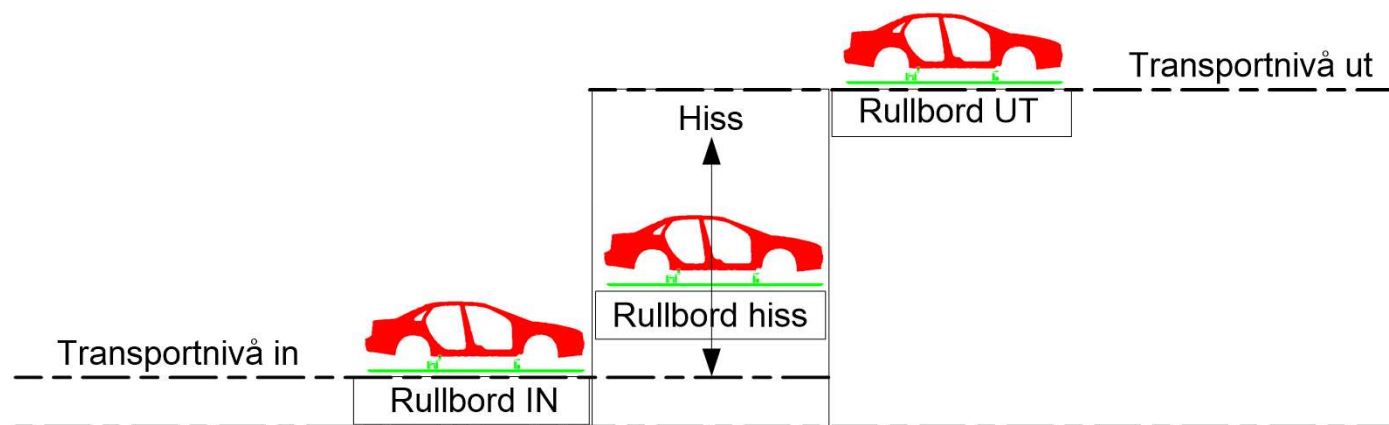 Transportnivå ut
Rullbord UT
Hiss
Rullbord hiss
Transportnivå in
Rullbord IN